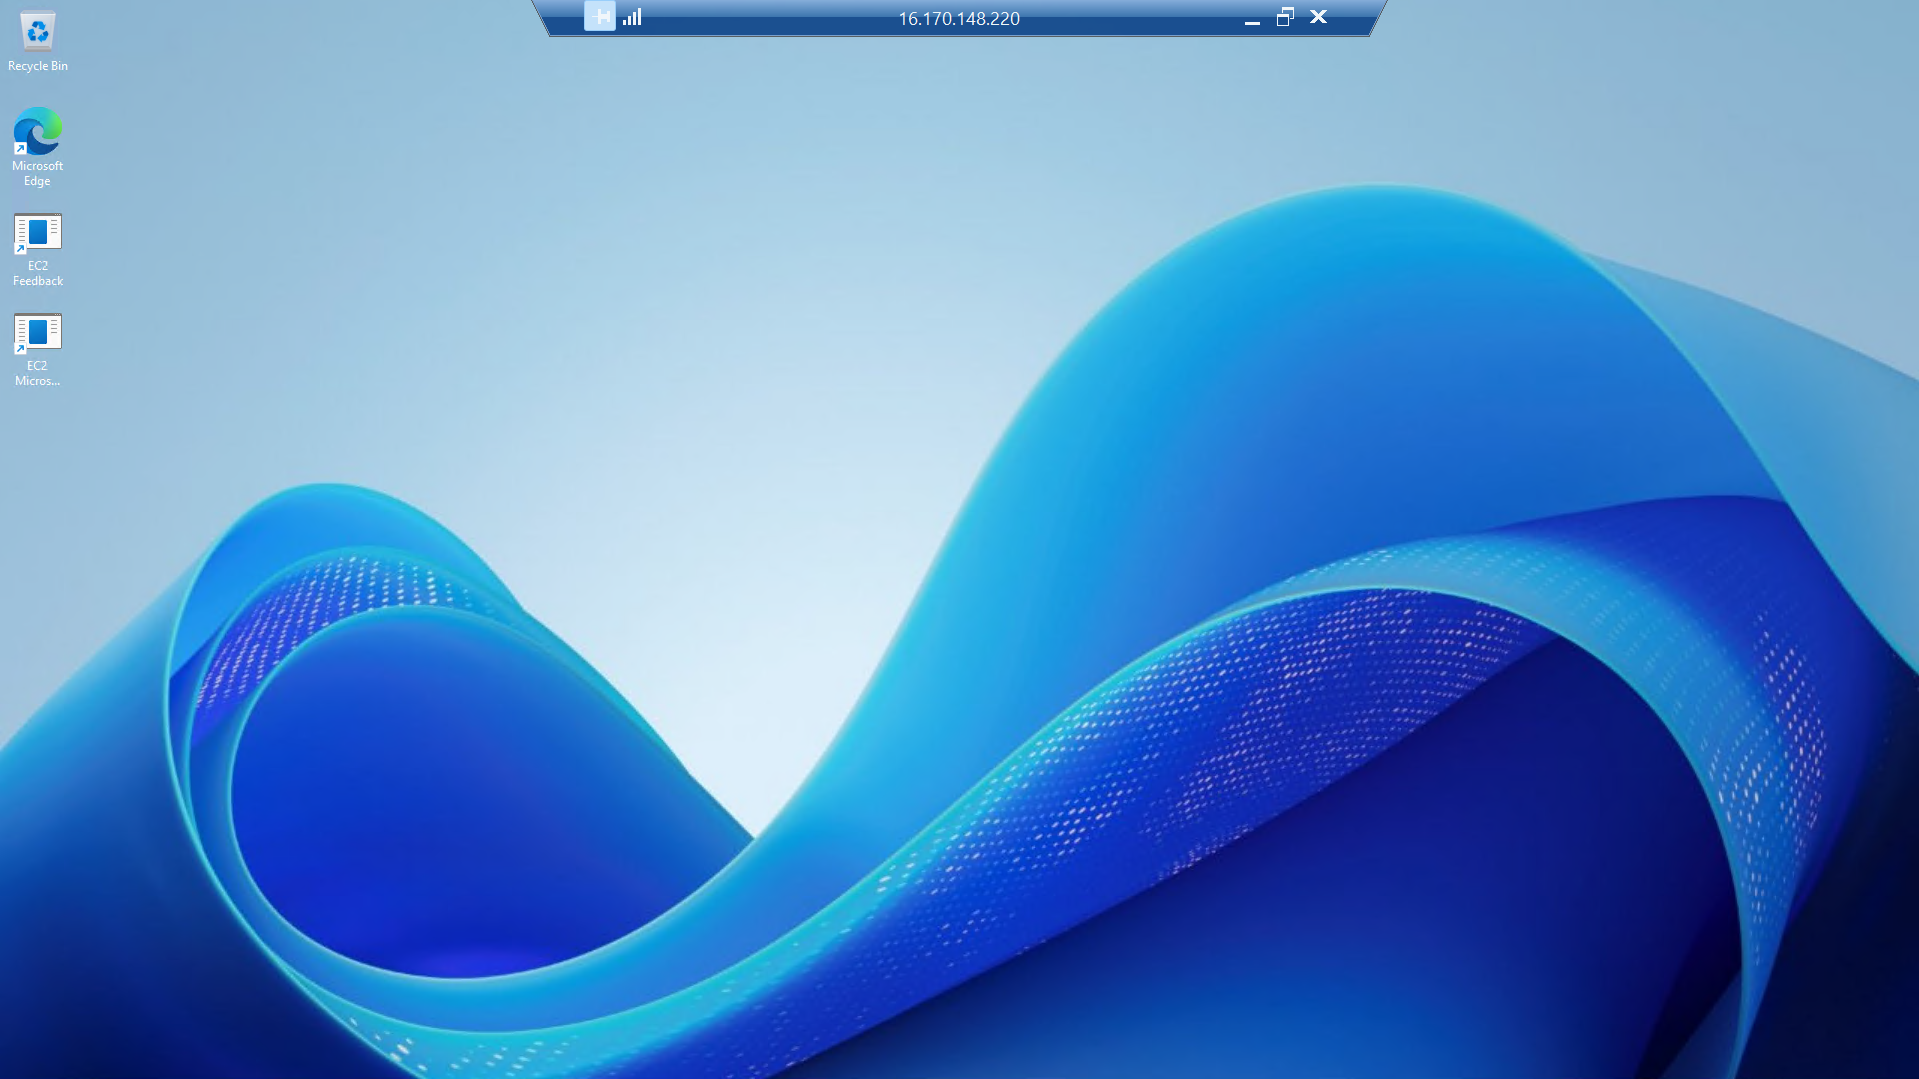 16.170.148.220
Recycle Bin
Microsoft
Edge
EC2
Feedback
EC2
Micros...